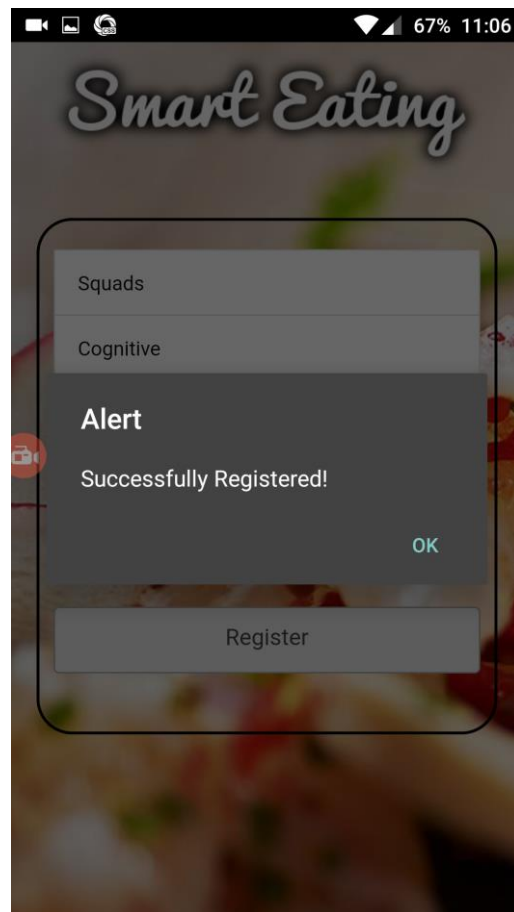 67% 11:06
Smart Eating
Squads
Cognitive
Alert
Successfully Registered!
OK
Register